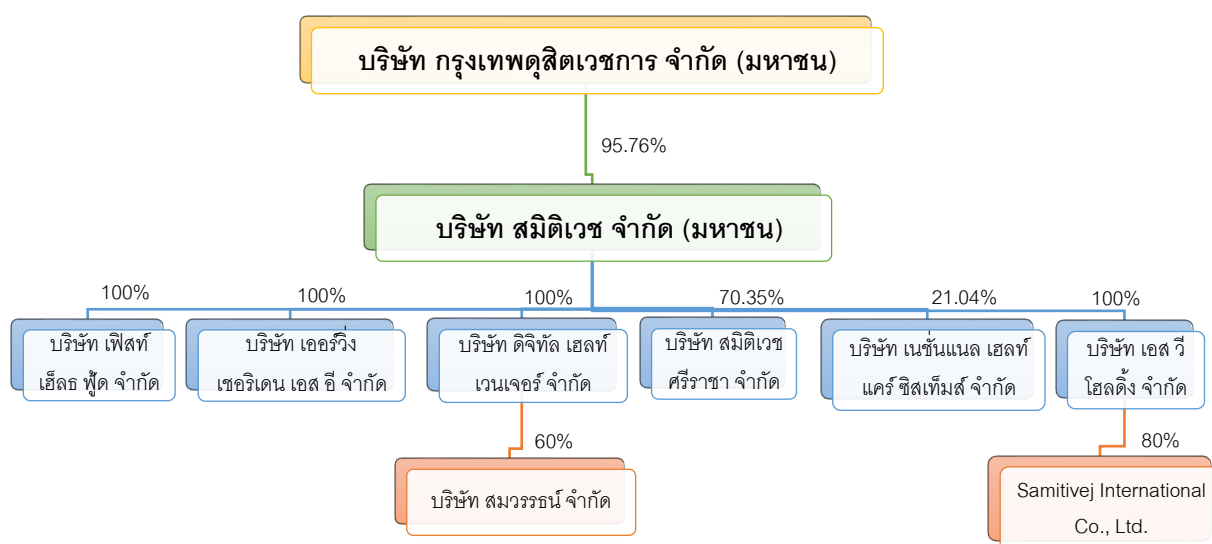 บริษัท กรุงเทพดุสิตเวชการ จำกัด (มหาชน)
95.76%
บริษัท สมิติเวช จำกัด (มหาชน)
100%
100%
100%
70.35%
21.04%
100%
บริษัท เฟิสท์
เฮ็ลธ ฟู้ด จำกัด
บริษัท เออร์วิ่ง
เชอริเดน เอส อี จำกัด
บริษัท ดิจิทัล เฮลท์
เวนเจอร์ จำกัด
บริษัท สมิติเวช
ศรีราชา จำกัด
บริษัท เนชั่นแนล เฮลท์
แคร์ ซิสเท็มส์ จำกัด
บริษัท เอส วี
โฮลดิ้ง จำกัด
60%
80%
บริษัท สมวรรธน์ จำกัด
Samitivej International
Co., Ltd.